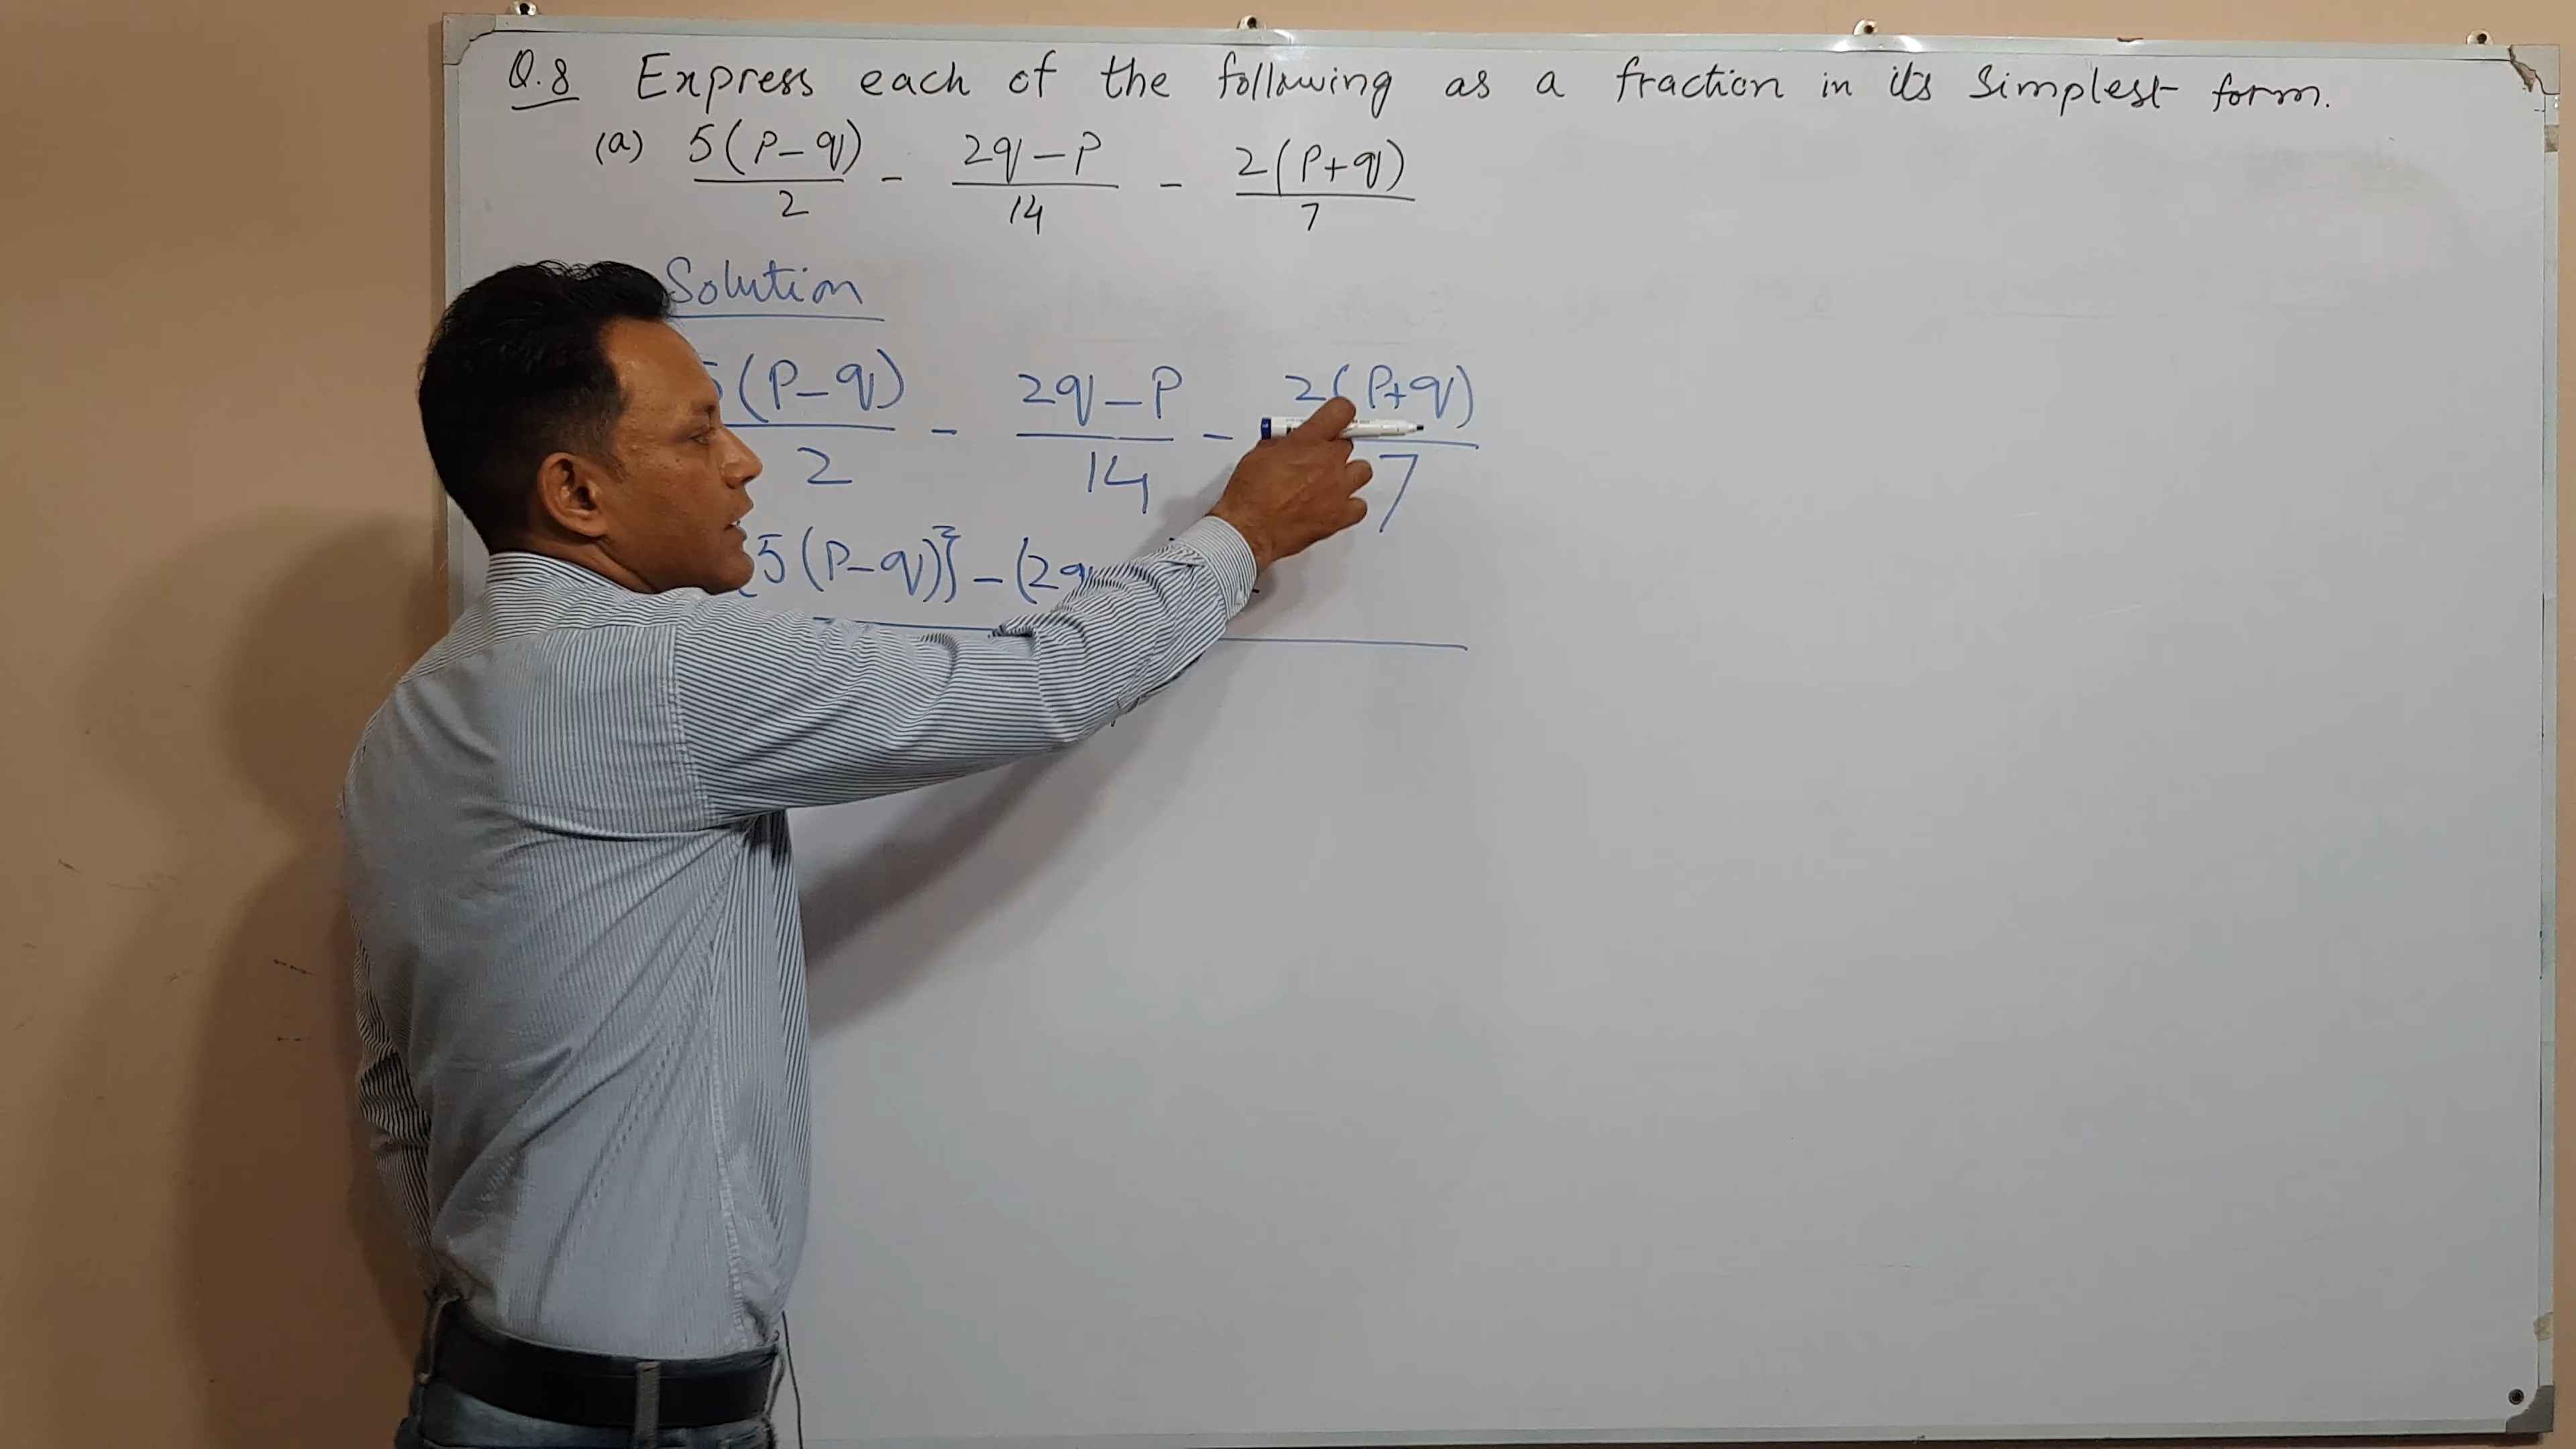 Q.8 Express each of the following as a fraction in its simplest form.
(a) 5(P-q)/2 - 2q-P/14 - 2(P+q)/7
Solution
5(P-q)/2 - 2q-P/14 - 2(P+q)/7
5(P-q)} - (2q